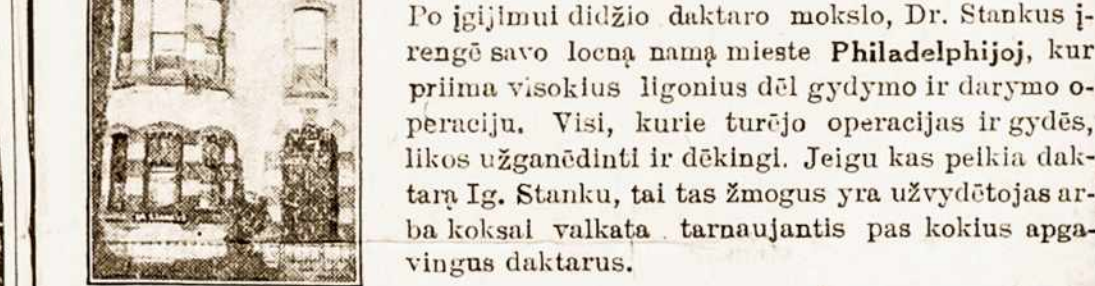 Po įgijimui didžio daktaro mokslo, Dr. Stankus į-
rengė savo locną namą mieste Philadelphijoj, kur
priima visokius ligonius dėl gydymo ir darymo o-
peraciju. Visi, kurie turėjo operacijas ir gydės,
likos užganėdinti ir dėkingi. Jeigu kas peikia dak-
tarą Ig. Stanku, tai tas žmogus yra užvydėtojas ar-
ba koksai valkata tarnaujantis pas kokius apga-
vingus daktarus.